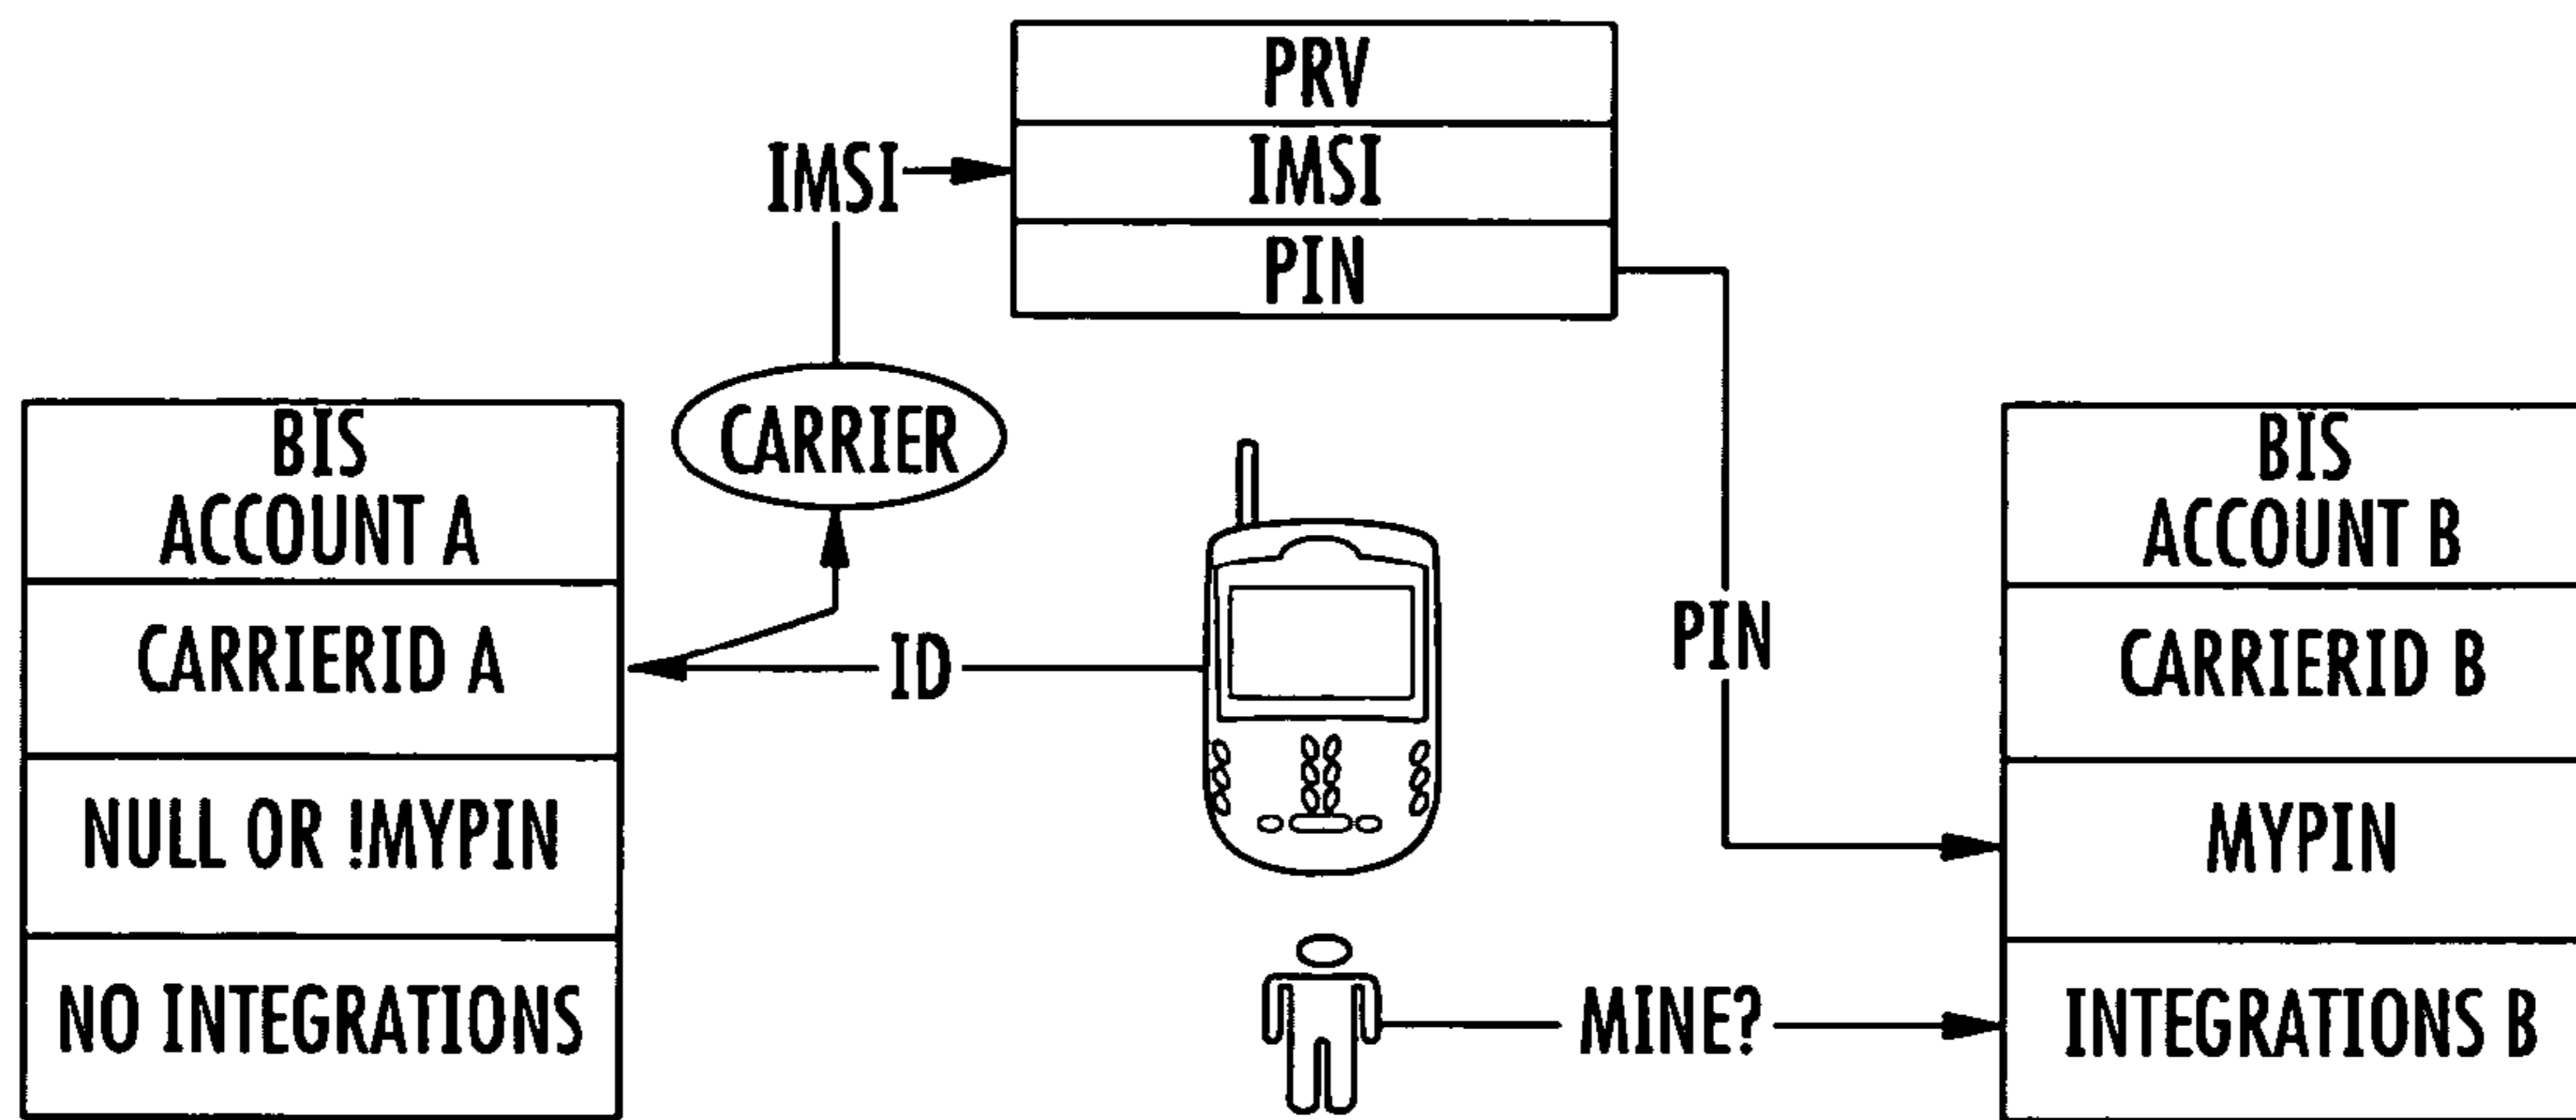 PRV
IMSI
IMSI
PIN
CARRIER
BIS
ACCOUNT A
CARRIERID A
NULL OR !MYPIN
NO INTEGRATIONS
ID
PIN
MINE?
BIS
ACCOUNT B
CARRIERID B
MYPIN
INTEGRATIONS B